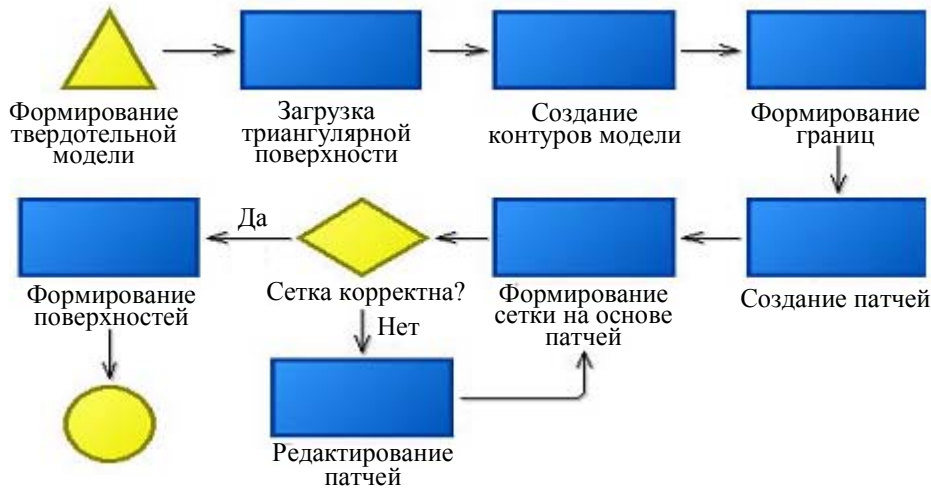 Формирование
твердотельной
модели
Загрузка
триангулярной
поверхности
Создание
контуров модели
Формирование
границ
Создание патчей
Формирование
сетки на основе
патчей
Сетка корректна?
Да
Нет
Формирование
поверхностей
Редактирование
патчей